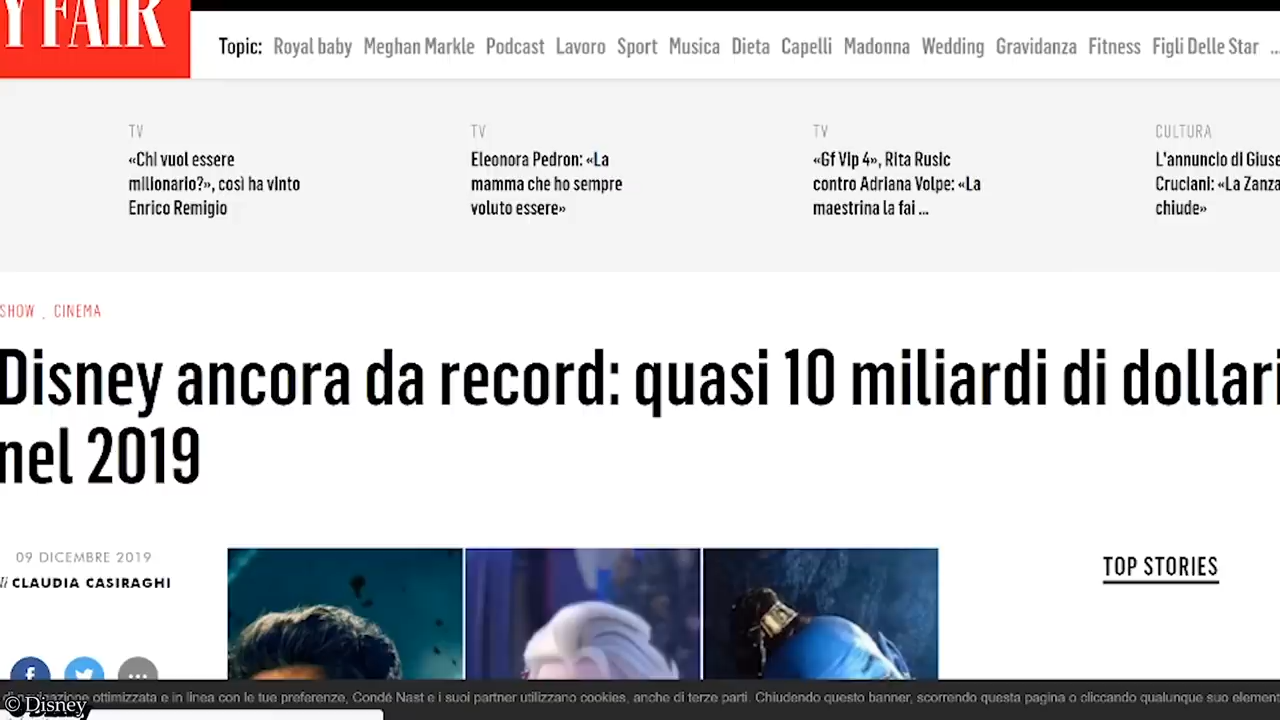 Y FAIR
Topic: Royal baby Meghan Markle Podcast Lavoro Sport Musica Dieta Capelli Madonna Wedding Gravidanza Fitness Figli Delle Star ...
TV
«Chi vuol essere
milionario?», così ha vinto
Enrico Remigio
TV
Eleonora Pedron: «La
mamma che ho sempre
voluto essere»
TV
«Gf Vip 4», Rita Rusic
contro Adriana Volpe: «La
maestrina la fai ...
CULTURA
L'annuncio di Giuse
Cruciani: «La Zanza
chiude»
SHOW , CINEMA
Disney ancora da record: quasi 10 miliardi di dollari
nel 2019
09 DICEMBRE 2019
di CLAUDIA CASIRAGHI
TOP STORIES
ottimizzata e in linea con le tue preferenze, Condé Nast e i suoi partner utilizzano cookies, anche di terze parti. Chiudendo questo banner, scorrendo questa pagina o cliccando qualunque suo element
© Disney